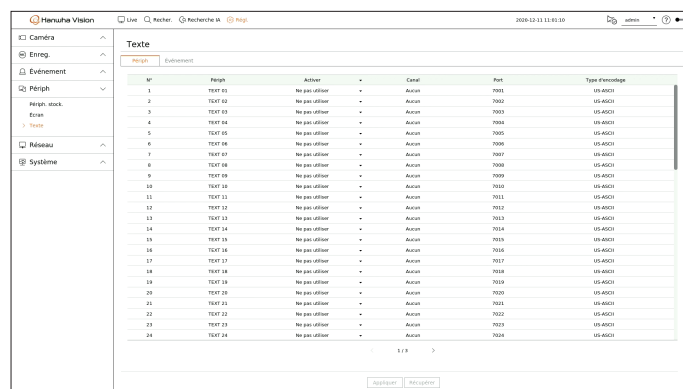 Hanwha Vision
Live Recher. Recherche IA Régl. 2020-12-11 11:01:10 admin
Caméra
Enreg.
Événement
Périph
Périph. stock.
Ecran
> Texte
Réseau
Système
Texte
Périph Evénement
N° Périph Activer Canal Port Type d'encodage
1 TEXT 01 Ne pas utiliser Aucun 7001 US-ASCII
2 TEXT 02 Ne pas utiliser Aucun 7002 US-ASCII
3 TEXT 03 Ne pas utiliser Aucun 7003 US-ASCII
4 TEXT 04 Ne pas utiliser Aucun 7004 US-ASCII
5 TEXT 05 Ne pas utiliser Aucun 7005 US-ASCII
6 TEXT 06 Ne pas utiliser Aucun 7006 US-ASCII
7 TEXT 07 Ne pas utiliser Aucun 7007 US-ASCII
8 TEXT 08 Ne pas utiliser Aucun 7008 US-ASCII
9 TEXT 09 Ne pas utiliser Aucun 7009 US-ASCII
10 TEXT 10 Ne pas utiliser Aucun 7010 US-ASCII
11 TEXT 11 Ne pas utiliser Aucun 7011 US-ASCII
12 TEXT 12 Ne pas utiliser Aucun 7012 US-ASCII
13 TEXT 13 Ne pas utiliser Aucun 7013 US-ASCII
14 TEXT 14 Ne pas utiliser Aucun 7014 US-ASCII
15 TEXT 15 Ne pas utiliser Aucun 7015 US-ASCII
16 TEXT 16 Ne pas utiliser Aucun 7016 US-ASCII
17 TEXT 17 Ne pas utiliser Aucun 7017 US-ASCII
18 TEXT 18 Ne pas utiliser Aucun 7018 US-ASCII
19 TEXT 19 Ne pas utiliser Aucun 7019 US-ASCII
20 TEXT 20 Ne pas utiliser Aucun 7020 US-ASCII
21 TEXT 21 Ne pas utiliser Aucun 7021 US-ASCII
22 TEXT 22 Ne pas utiliser Aucun 7022 US-ASCII
23 TEXT 23 Ne pas utiliser Aucun 7023 US-ASCII
24 TEXT 24 Ne pas utiliser Aucun 7024 US-ASCII
1 / 3 >
Appliquer Récupérer